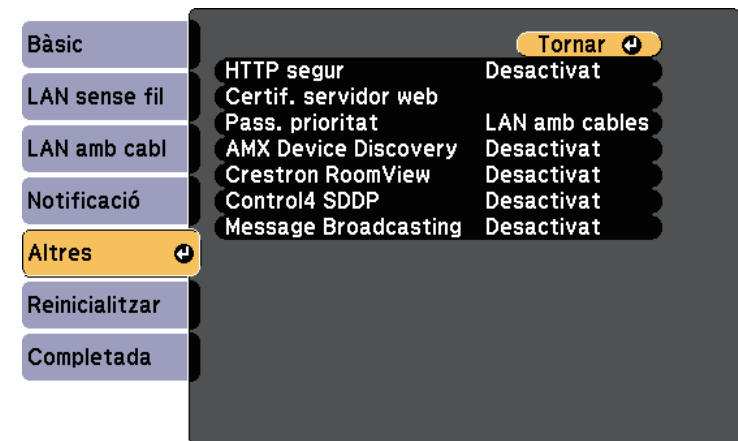 Bàsic
LAN sense fil
LAN amb cabl
Notificació
Altres
Reinicialitzar
Completada
Tornar
HTTP segur Desactivat
Certif. servidor web
Pass. prioritat LAN amb cables
AMX Device Discovery Desactivat
Crestron RoomView Desactivat
Control4 SDDP Desactivat
Message Broadcasting Desactivat